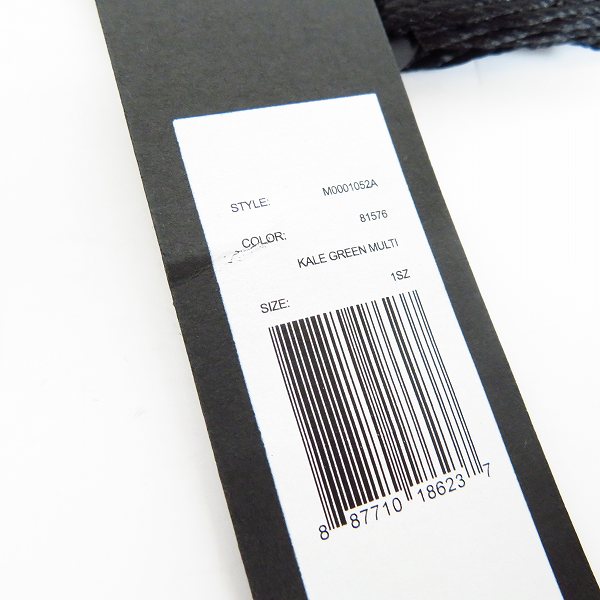 STYLE: M0001052A
COLOR: 81576
KALE GREEN MULTI
SIZE: 1SZ
8 87710 18623 7